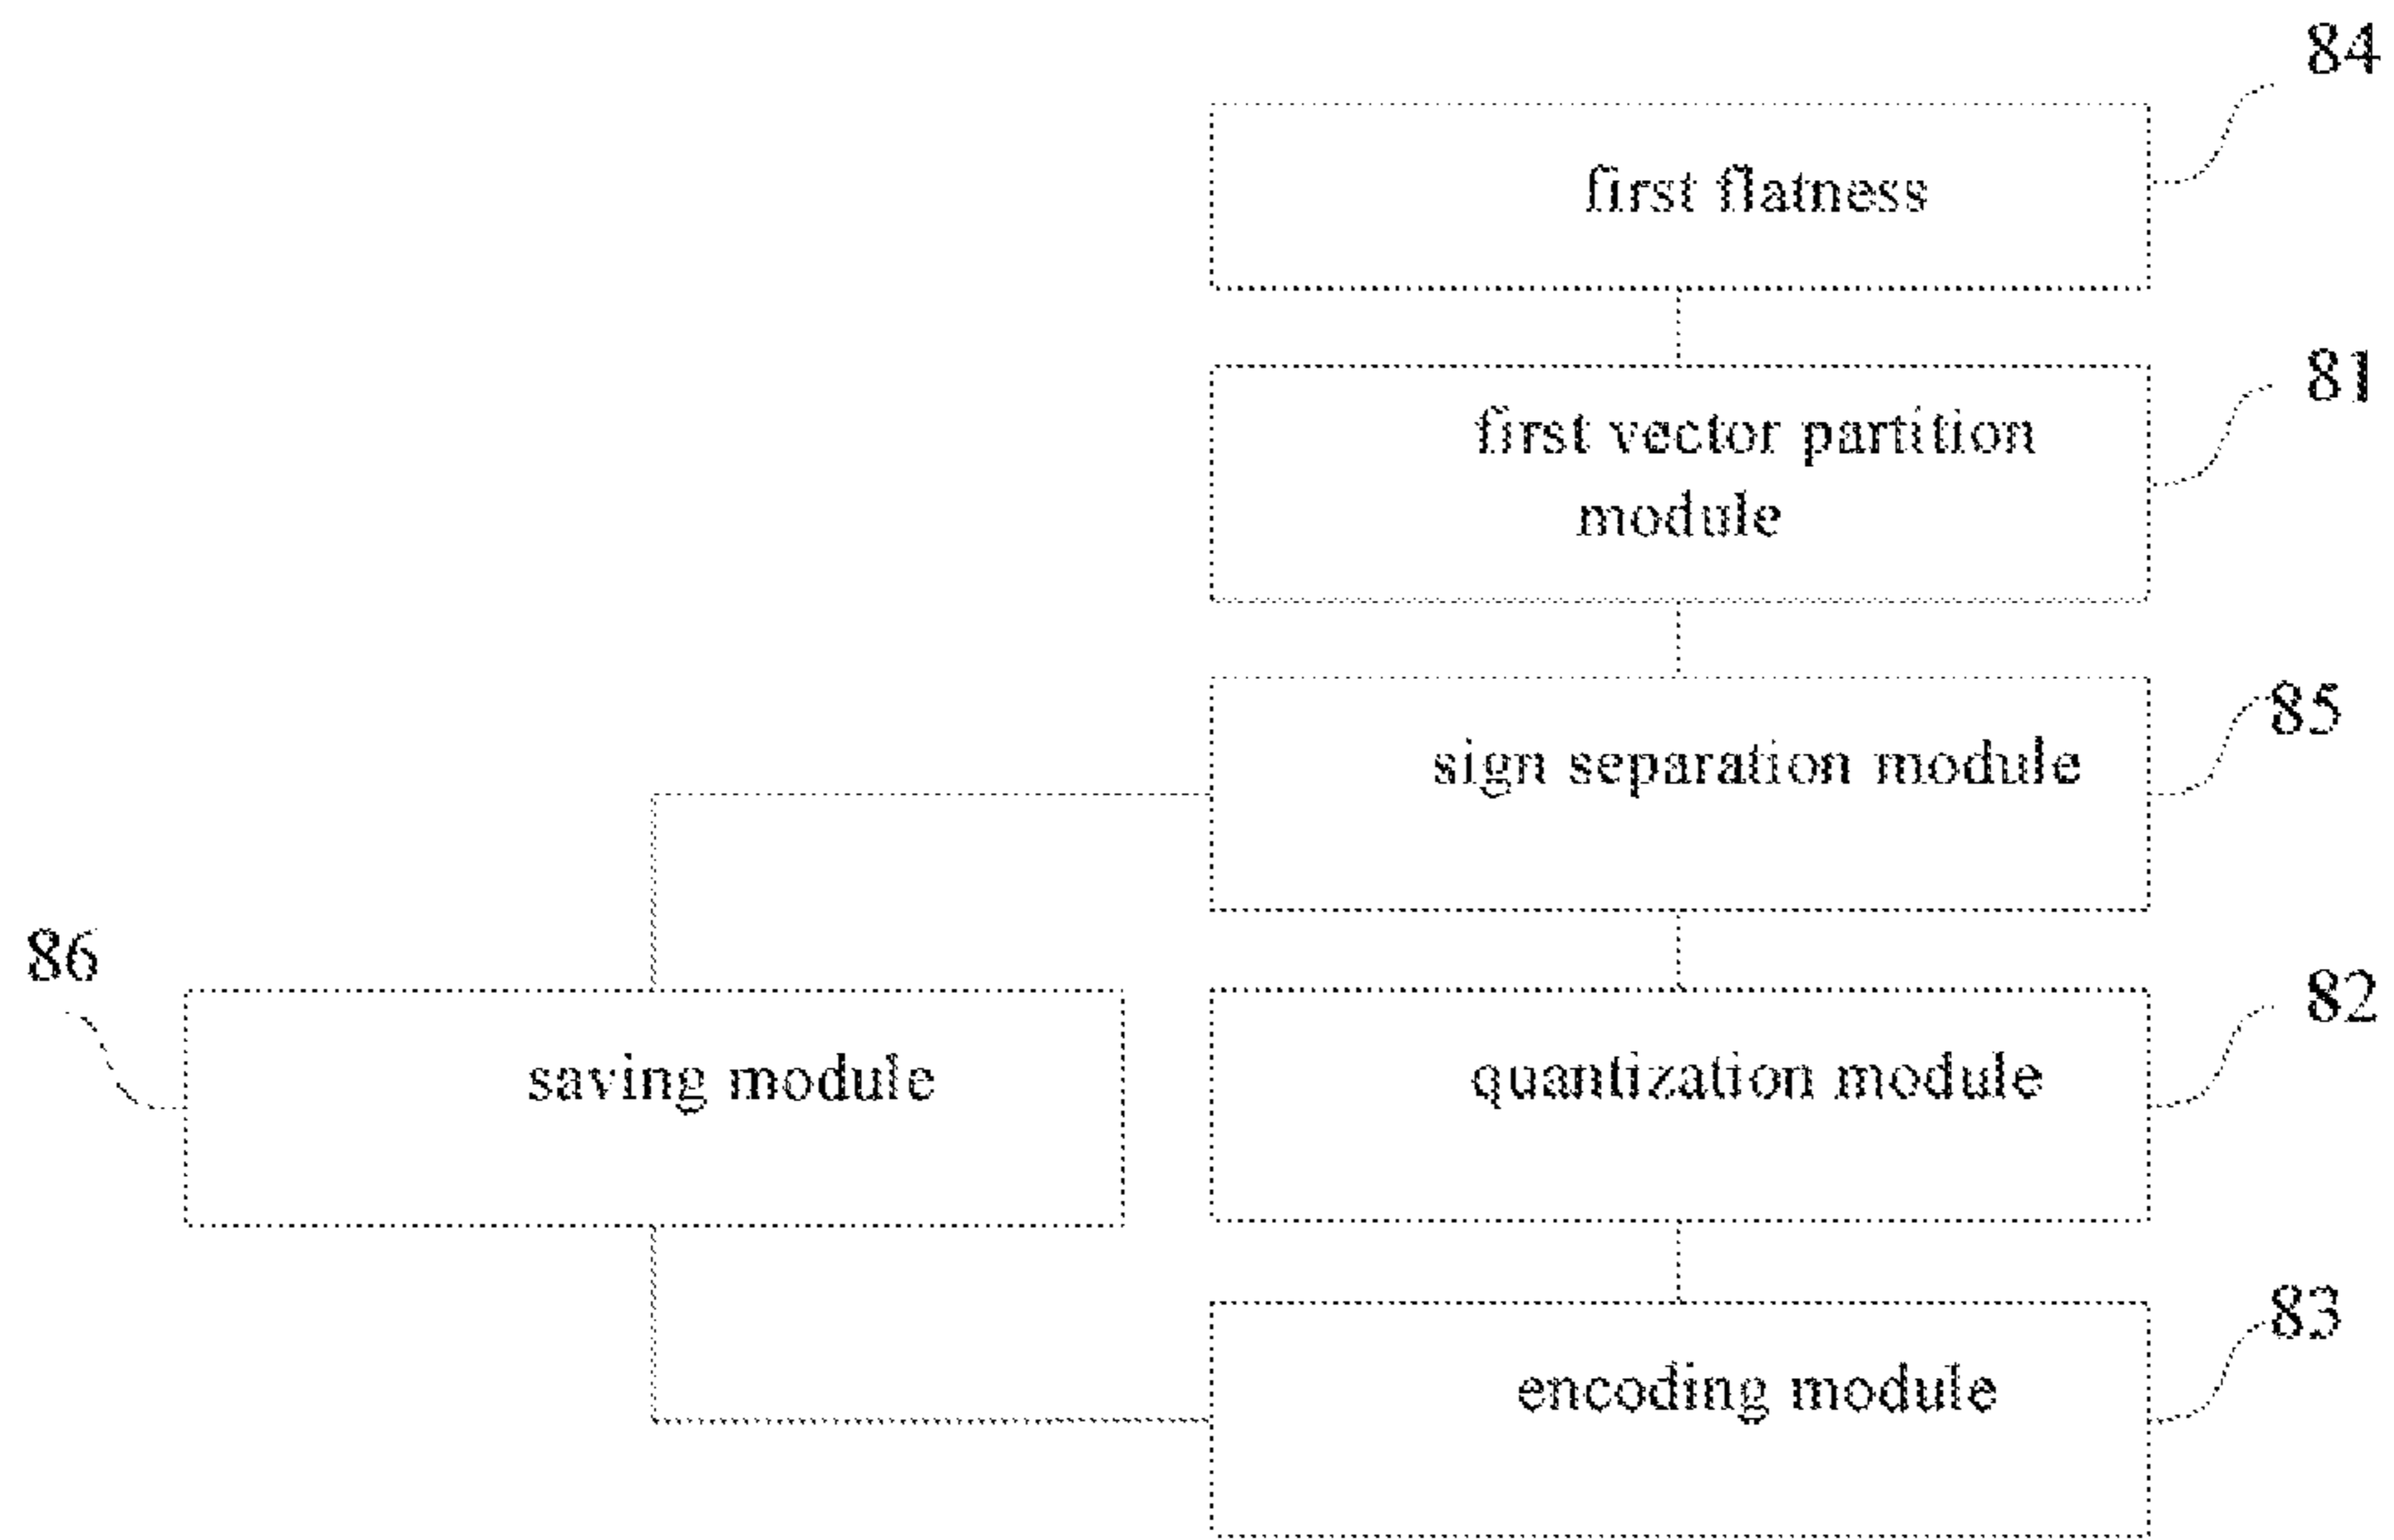 84
first flatness
81
first vector partition
module
85
sign separation module
86
saving module
82
quantization module
83
encoding module